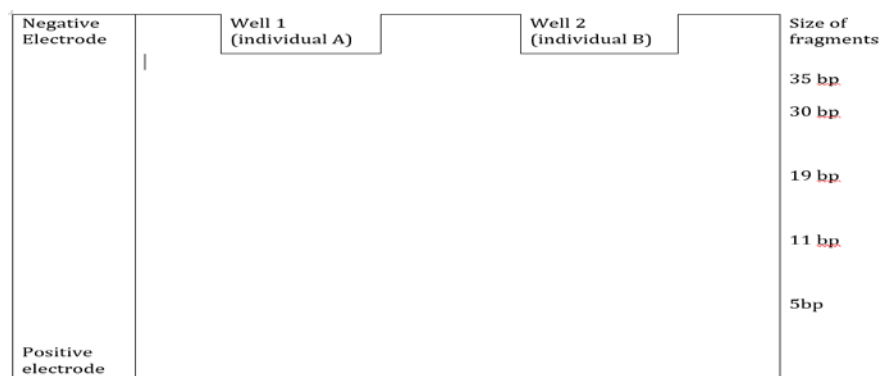 Negative
Electrode
Well 1
(individual A)
Well 2
(individual B)
Size of
fragments
35 bp
30 bp
19 bp
11 bp
5bp
Positive
electrode